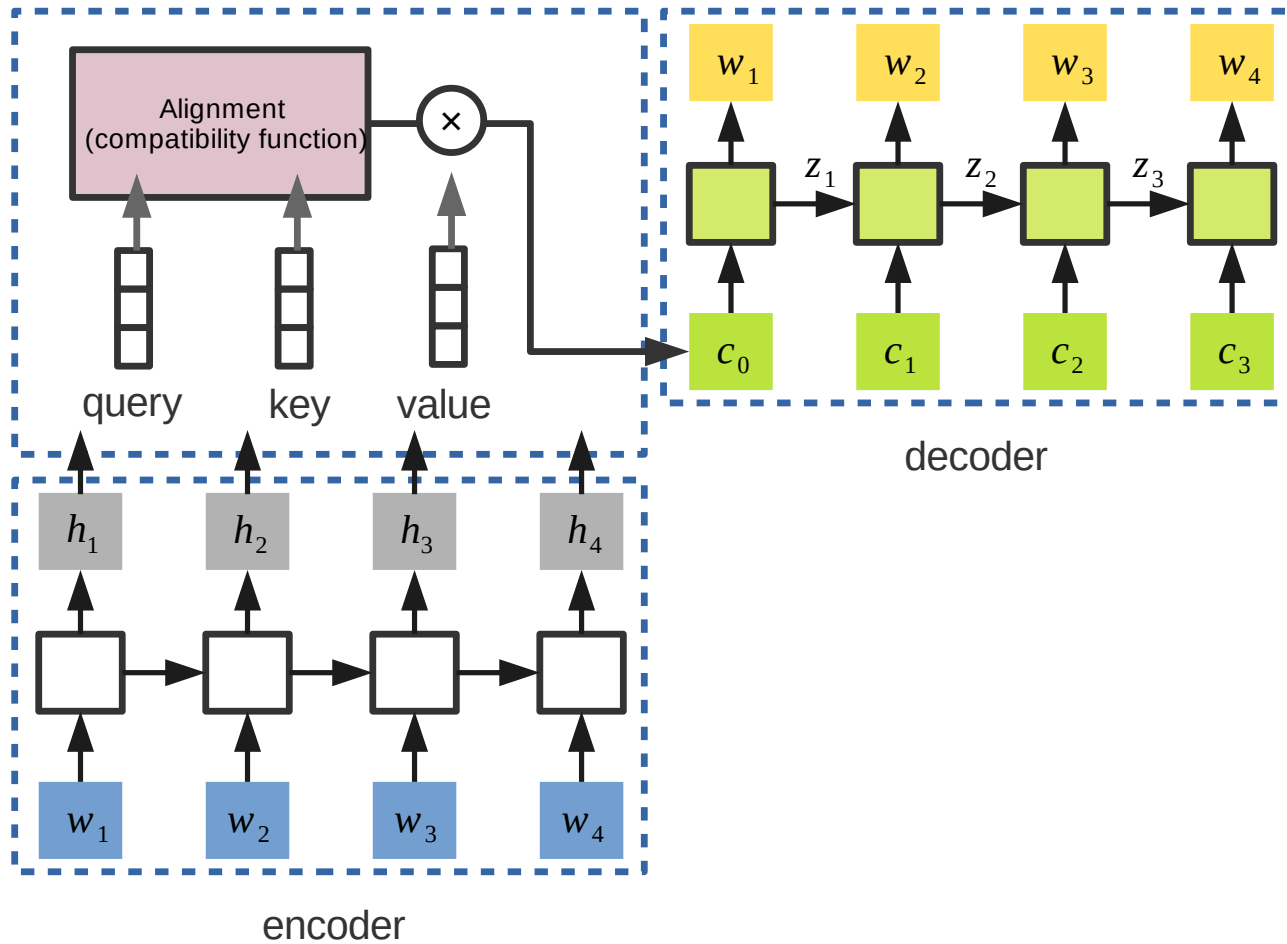 Alignment
(compatibility function)
×
query key value
w1 w2 w3 w4
z1 z2 z3
c0 c1 c2 c3
decoder
h1 h2 h3 h4
w1 w2 w3 w4
encoder